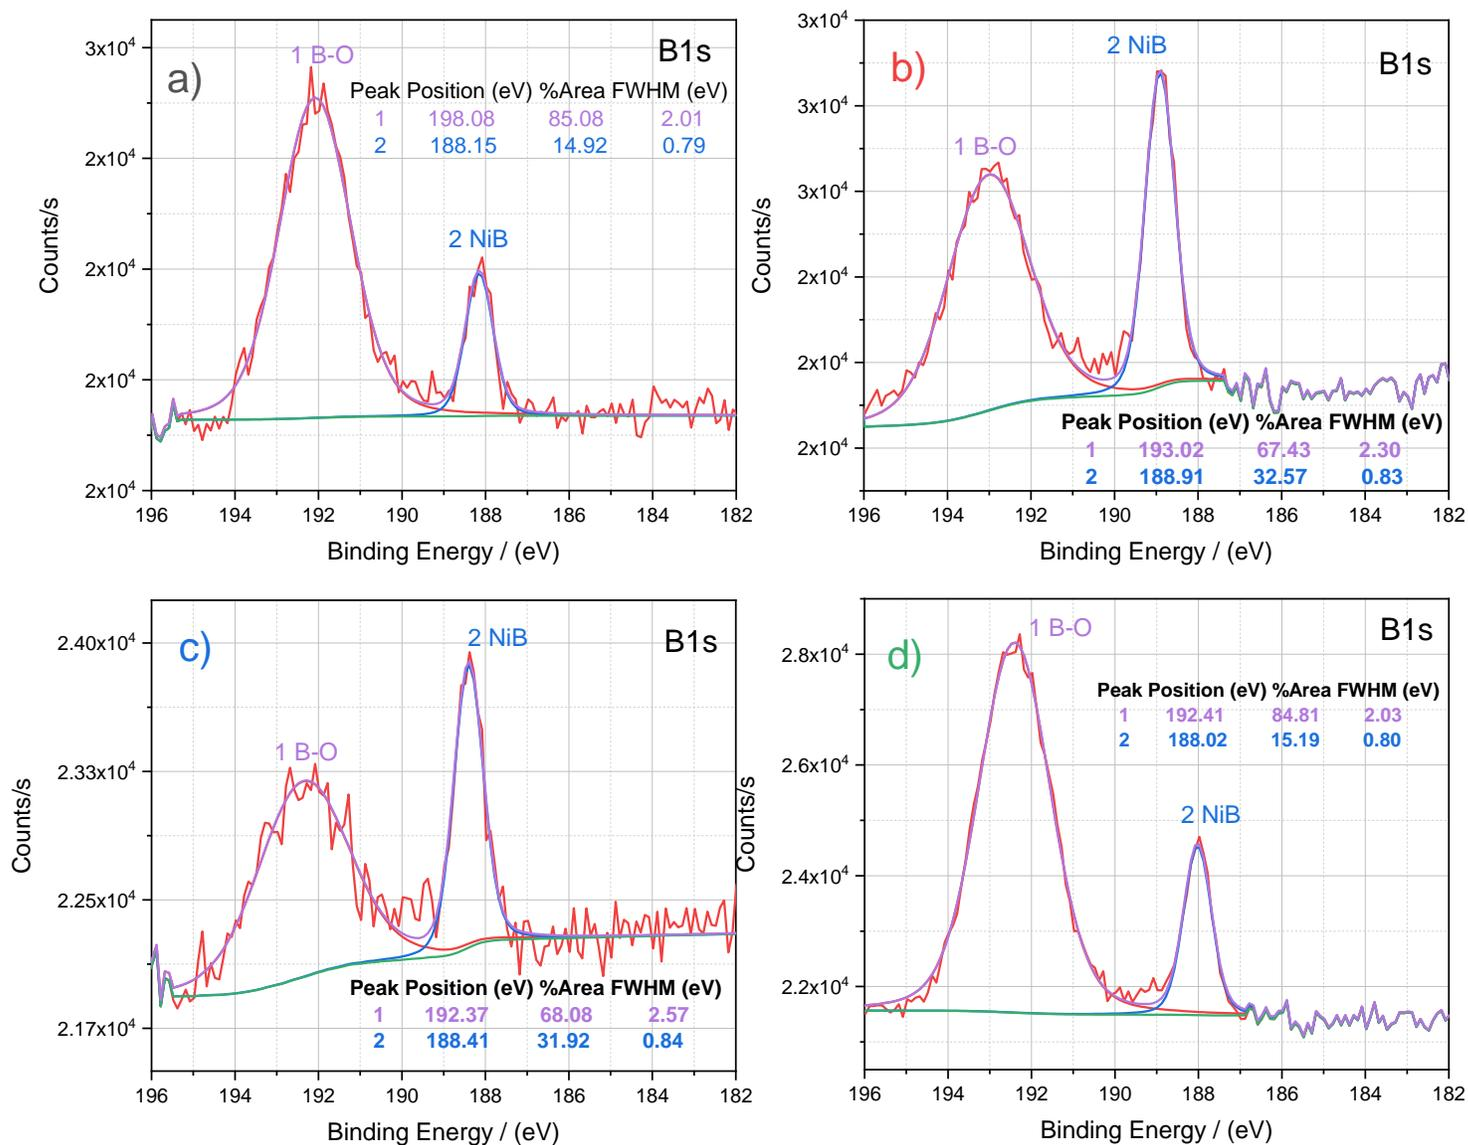 a)
1 B-O
B1s
Peak Position (eV) %Area FWHM (eV)
1 198.08 85.08 2.01
2 188.15 14.92 0.79
2 NiB
3x10⁴
2x10⁴
2x10⁴
2x10⁴
2x10⁴
Counts/s
196 194 192 190 188 186 184 182
Binding Energy / (eV)
b)
2 NiB
B1s
1 B-O
3x10⁴
3x10⁴
3x10⁴
2x10⁴
2x10⁴
2x10⁴
Counts/s
Peak Position (eV) %Area FWHM (eV)
1 193.02 67.43 2.30
2 188.91 32.57 0.83
196 194 192 190 188 186 184 182
Binding Energy / (eV)
c)
2 NiB
B1s
1 B-O
2.40x10⁴
2.33x10⁴
2.25x10⁴
2.17x10⁴
Counts/s
Peak Position (eV) %Area FWHM (eV)
1 192.37 68.08 2.57
2 188.41 31.92 0.84
196 194 192 190 188 186 184 182
Binding Energy / (eV)
d)
1 B-O
B1s
Peak Position (eV) %Area FWHM (eV)
1 192.41 84.81 2.03
2 188.02 15.19 0.80
2 NiB
2.8x10⁴
2.6x10⁴
2.4x10⁴
2.2x10⁴
Counts/s
196 194 192 190 188 186 184 182
Binding Energy / (eV)